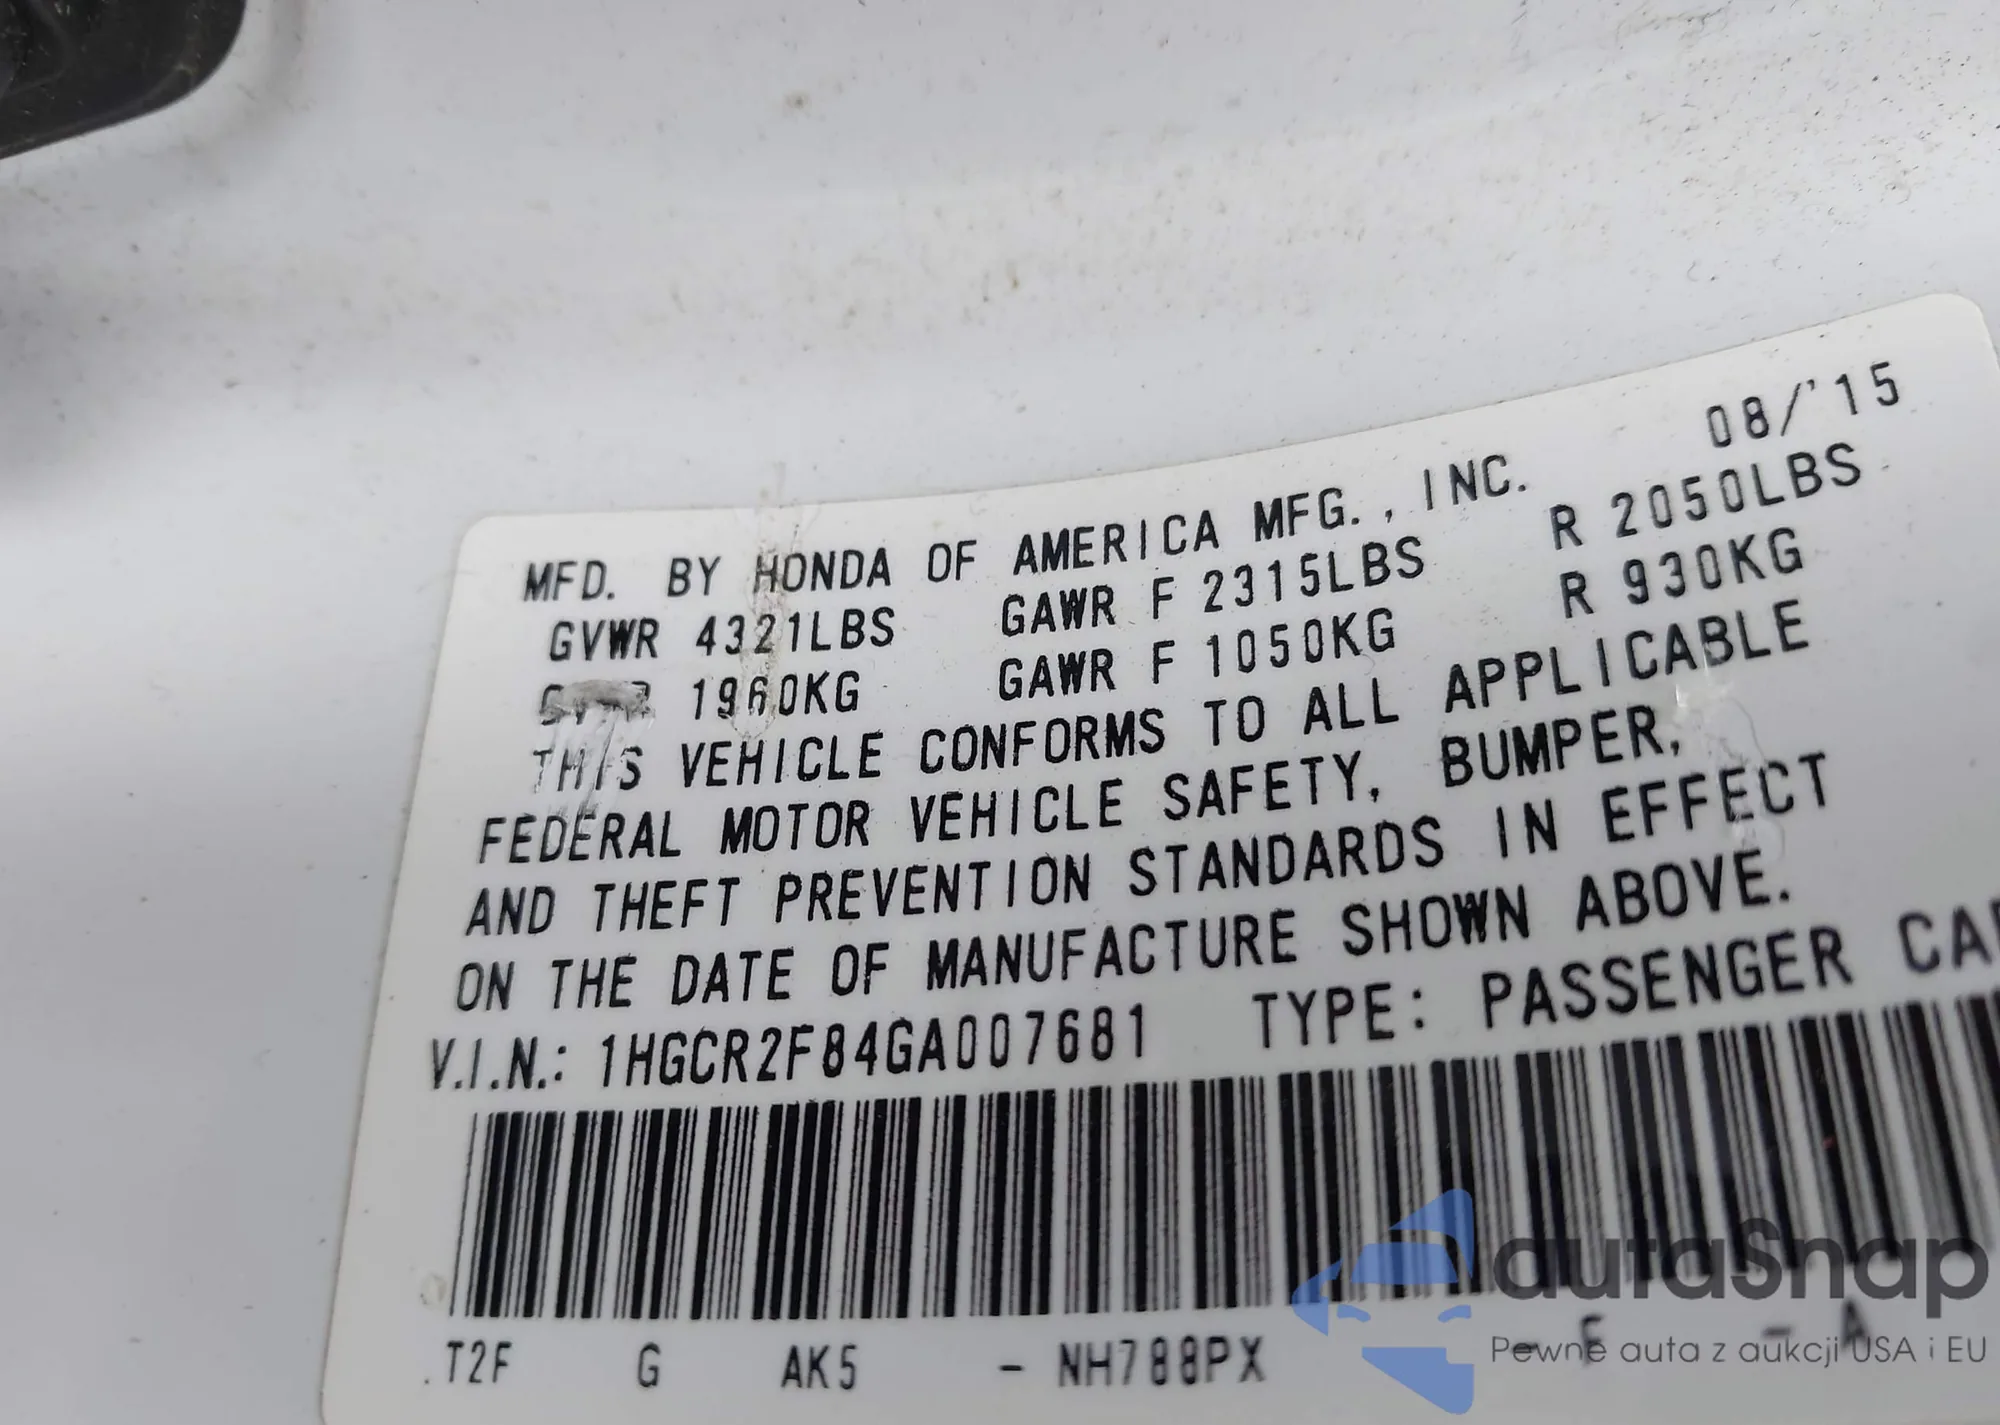 08/'15
MFD. BY HONDA OF AMERICA MFG., INC.
GVWR 4321LBS GAWR F 2315LBS R 2050LBS
1960KG GAWR F 1050KG R 930KG
THIS VEHICLE CONFORMS TO ALL APPLICABLE
FEDERAL MOTOR VEHICLE SAFETY, BUMPER,
AND THEFT PREVENTION STANDARDS IN EFFECT
ON THE DATE OF MANUFACTURE SHOWN ABOVE.
V.I.N.: 1HGCR2F84GA007681 TYPE: PASSENGER
T2F G AK5 - NH788PX - F - A
autaSnap
Pewne auta z aukcji USA i EU